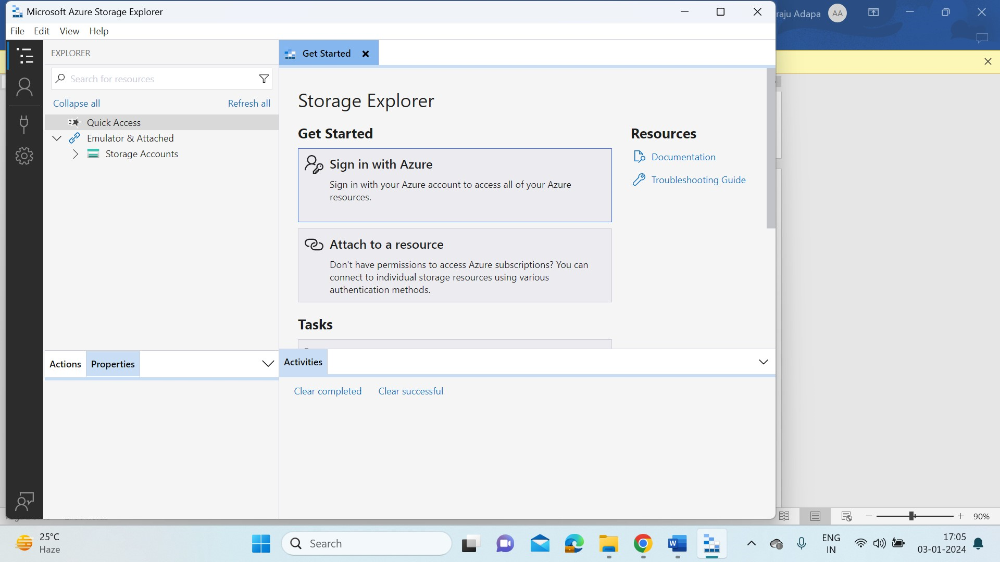 Microsoft Azure Storage Explorer
raju Adapa
AA
File Edit View Help
EXPLORER
Get Started
Search for resources
Collapse all
Refresh all
Quick Access
Emulator & Attached
Storage Accounts
Storage Explorer
Get Started
Sign in with Azure
Sign in with your Azure account to access all of your Azure
resources.
Attach to a resource
Don't have permissions to access Azure subscriptions? You can
connect to individual storage resources using various
authentication methods.
Tasks
Resources
Documentation
Troubleshooting Guide
Actions
Properties
Activities
Clear completed
Clear successful
90%
25°C
Haze
Search
W
ENG
IN
17:05
03-01-2024